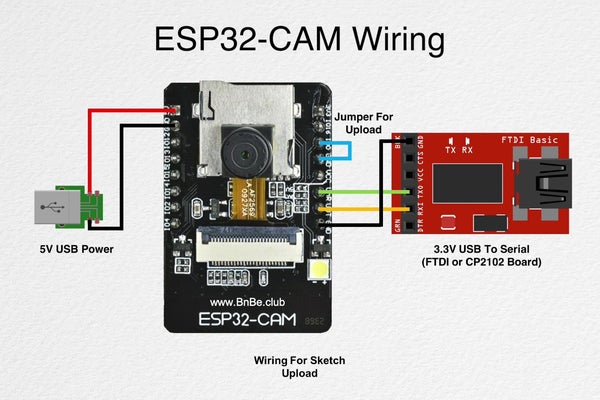 ESP32-CAM Wiring
Jumper For
Upload
BLK
GND
CTS
VCC
TXO
RXI
DTR
GRN
FTDI Basic
TX RX
5V USB Power
3.3V USB To Serial
(FTDI or CP2102 Board)
www.BnBe.club
ESP32-CAM
8962
Wiring For Sketch
Upload